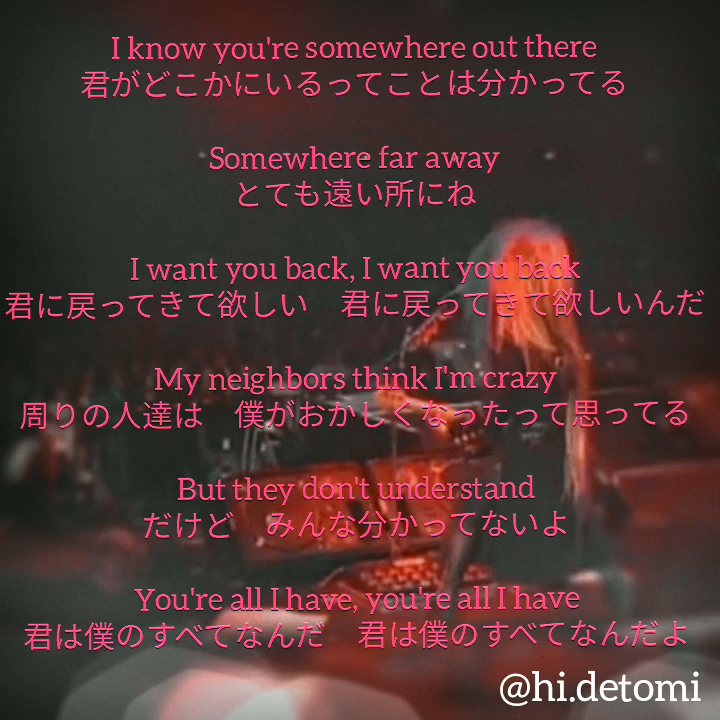 I know you're somewhere out there
君がどこかにいるってことは分かってる
Somewhere far away
とても遠い所にね
I want you back, I want you back
君に戻ってきて欲しい　君に戻ってきて欲しいんだ
My neighbors think I'm crazy
周りの人達は　僕がおかしくなったって思ってる
But they don't understand
だけど　みんな分かってないよ
You're all I have, you're all I have
君は僕のすべてなんだ　君は僕のすべてなんだよ
@hi.detomi